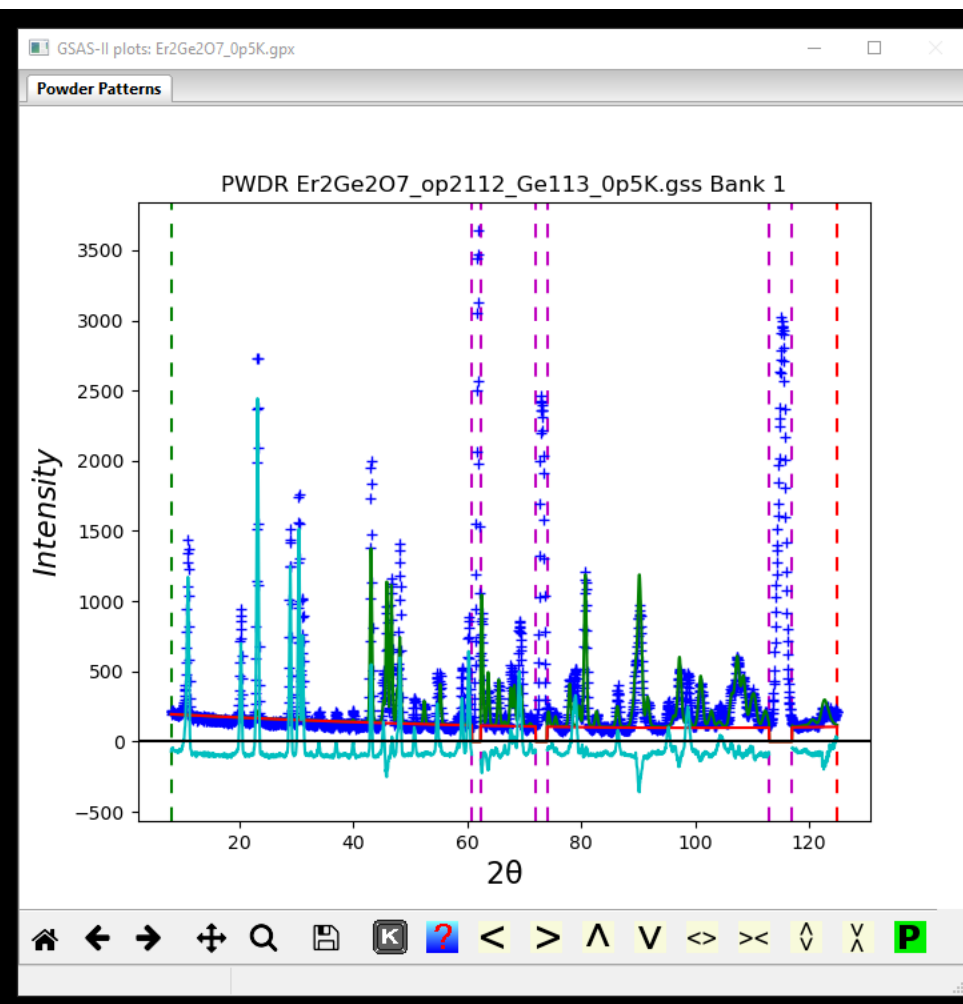 GSAS-II plots: Er2Ge2O7_0p5K.gpx
Powder Patterns
PWDR Er2Ge2O7_op2112_Ge113_0p5K.gss Bank 1
3500
3000
2500
2000
1500
1000
500
0
−500
Intensity
20 40 60 80 100 120
2θ
K ? < > Λ V <> >< P